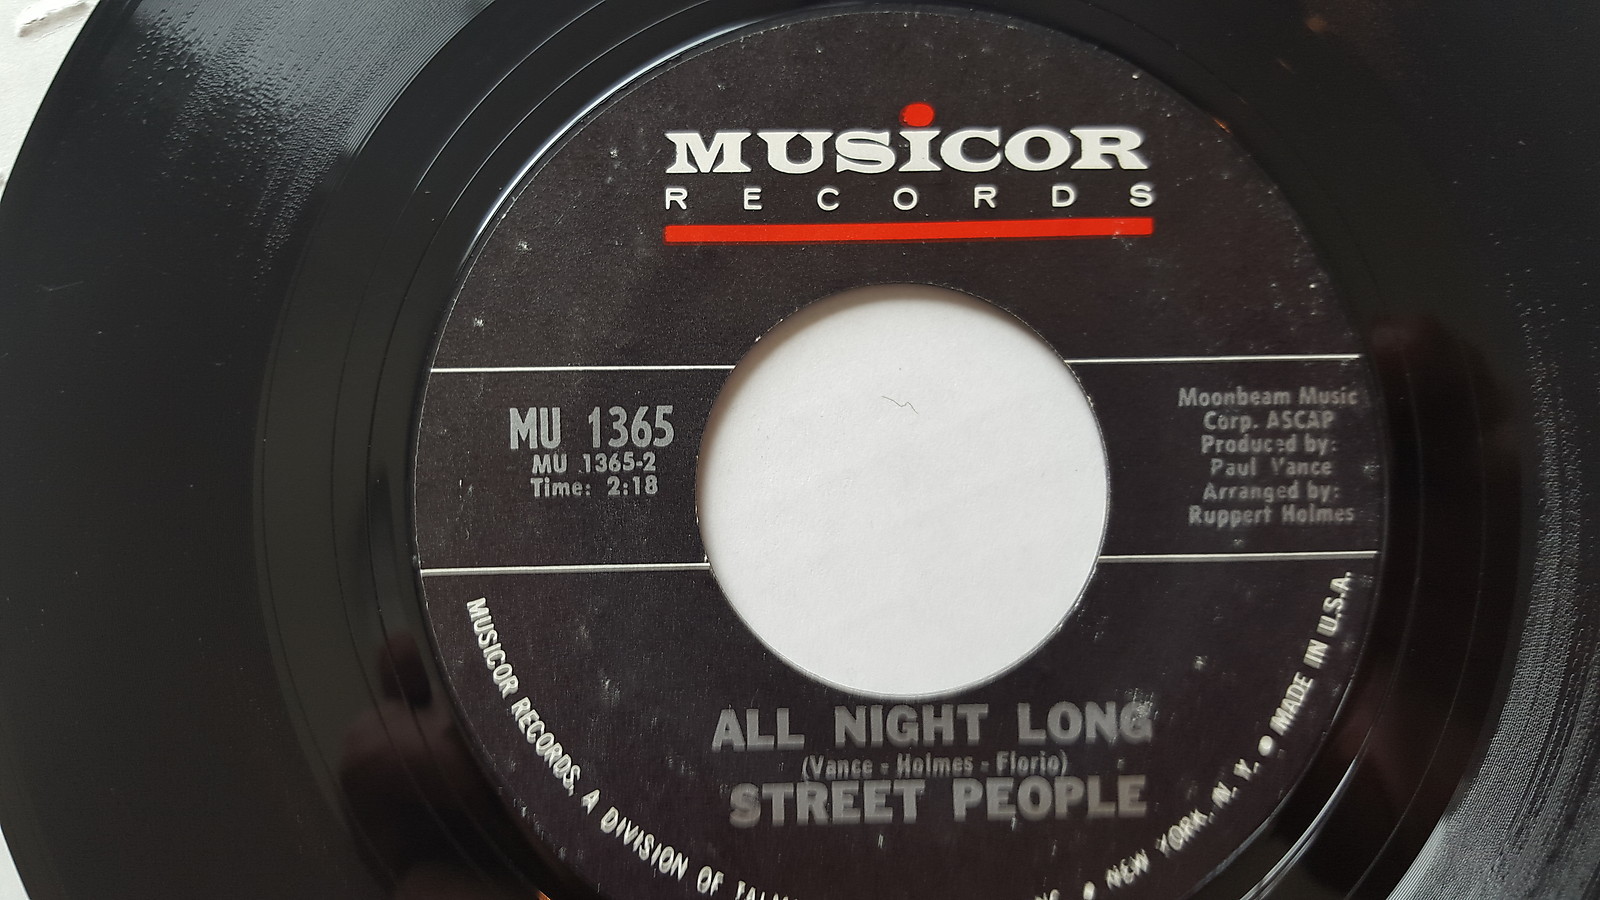 MUSiCOR
RECORDS
MU 1365
MU 1365-2
Time: 2:18
Moonbeam Music
Corp. ASCAP
Produced by:
Paul Vance
Arranged by:
Ruppert Holmes
ALL NIGHT LONG
(Vance - Holmes - Florio)
STREET PEOPLE
MUSICOR RECORDS, A DIVISION OF NEW YORK, N. Y. ● MADE IN U.S.A.